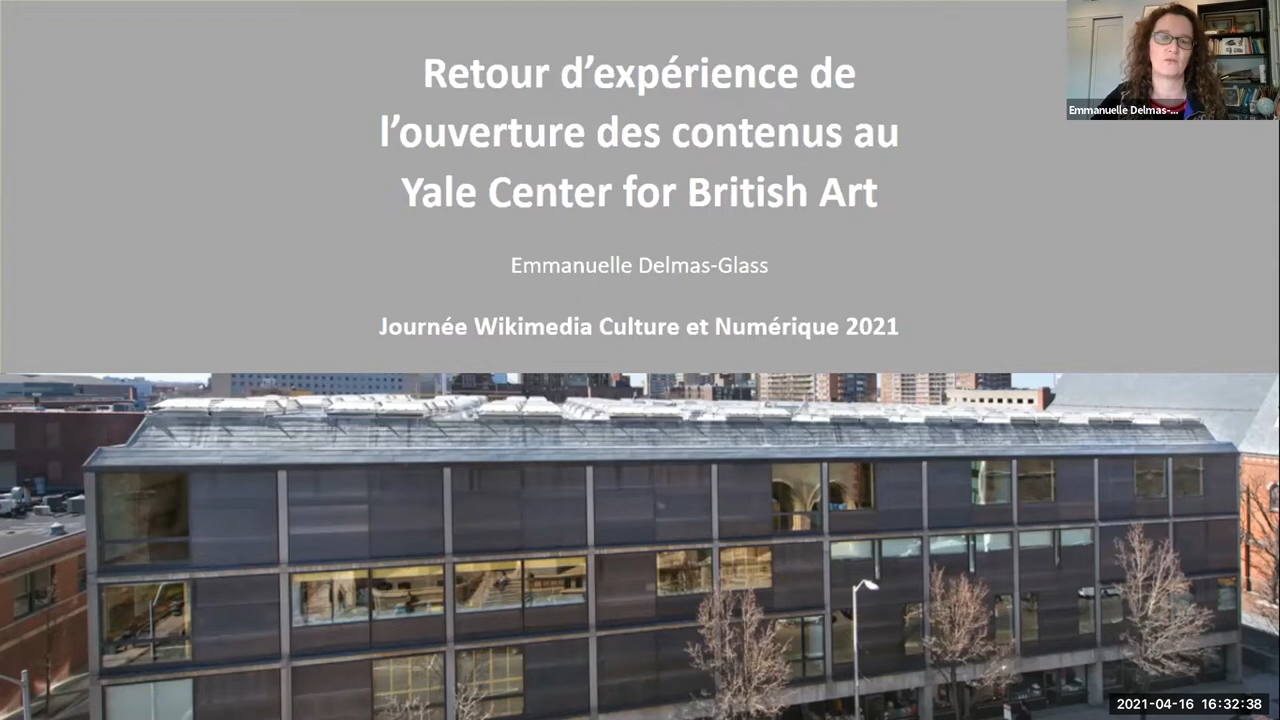 Retour d’expérience de
l’ouverture des contenus au
Yale Center for British Art
Emmanuelle Delmas-Glass
Journée Wikimedia Culture et Numérique 2021
Emmanuelle Delmas-...
2021-04-16 16:32:38